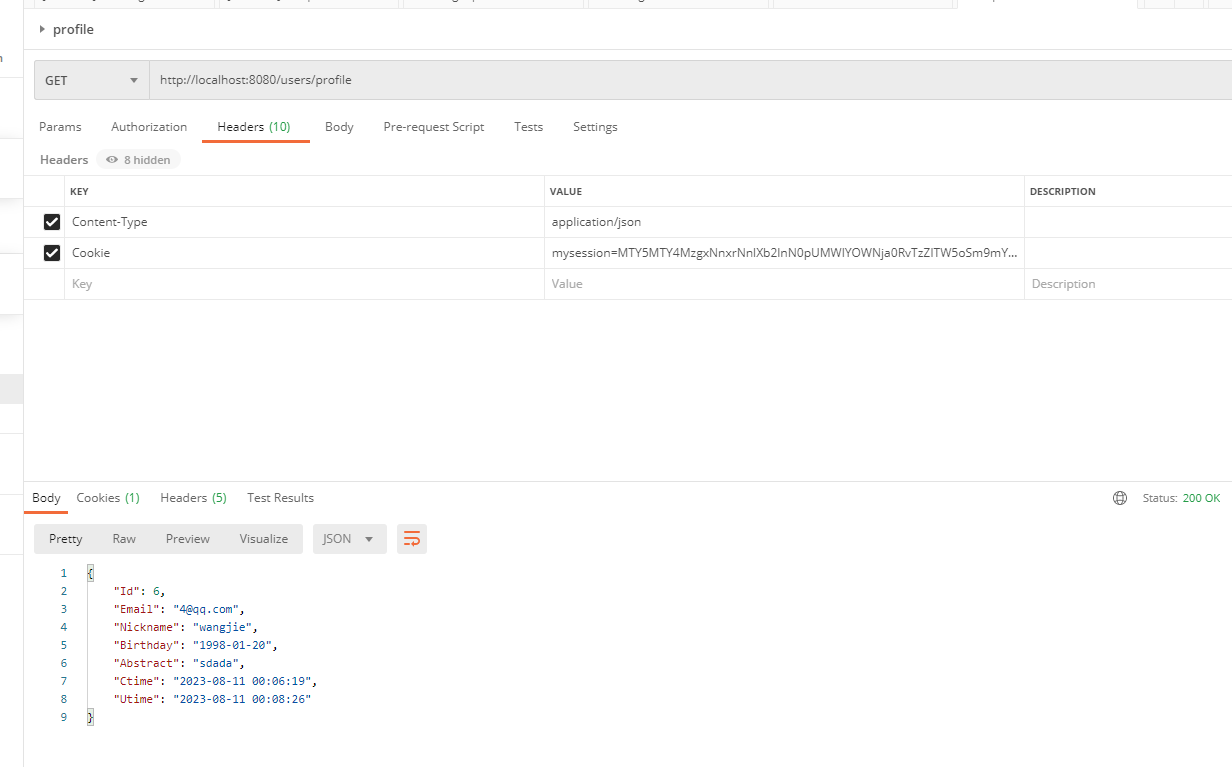 profile
GET http://localhost:8080/users/profile
Params Authorization Headers (10) Body Pre-request Script Tests Settings
Headers 8 hidden
KEY VALUE DESCRIPTION
Content-Type application/json
Cookie mysession=MTY5MTY4MzgxNnxrNnlXb2lnN0pUMWlYOWNja0RvTzZlTW5oSm9mY...
Key Value Description
Body Cookies (1) Headers (5) Test Results Status: 200 OK
Pretty Raw Preview Visualize JSON
1 {
2 "Id": 6,
3 "Email": "4@qq.com",
4 "Nickname": "wangjie",
5 "Birthday": "1998-01-20",
6 "Abstract": "sdada",
7 "Ctime": "2023-08-11 00:06:19",
8 "Utime": "2023-08-11 00:08:26"
9 }